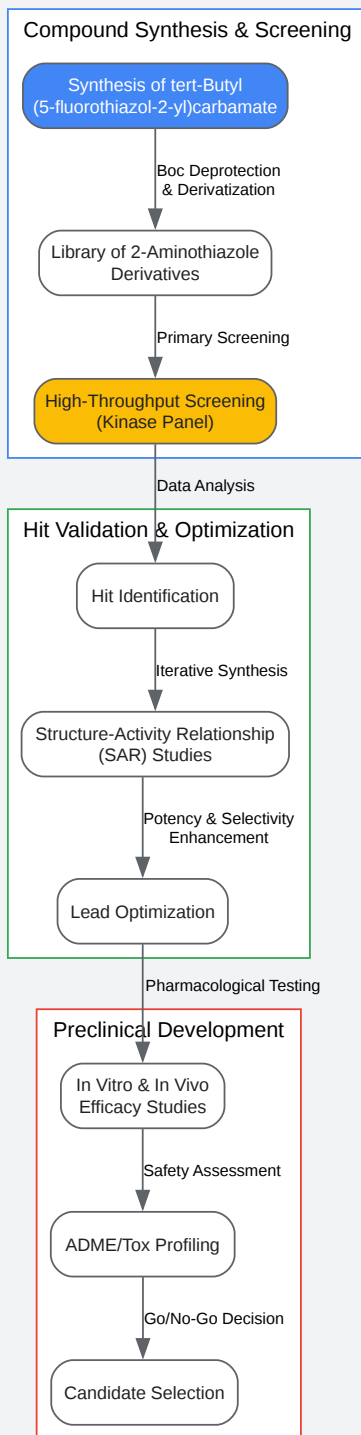 Compound Synthesis & Screening
Synthesis of tert-Butyl
(5-fluorothiazol-2-yl)carbamate
Boc Deprotection
& Derivatization
Library of 2-Aminothiazole
Derivatives
Primary Screening
High-Throughput Screening
(Kinase Panel)
Data Analysis
Hit Validation & Optimization
Hit Identification
Iterative Synthesis
Structure-Activity Relationship
(SAR) Studies
Potency & Selectivity
Enhancement
Lead Optimization
Pharmacological Testing
Preclinical Development
In Vitro & In Vivo
Efficacy Studies
Safety Assessment
ADME/Tox Profiling
Go/No-Go Decision
Candidate Selection